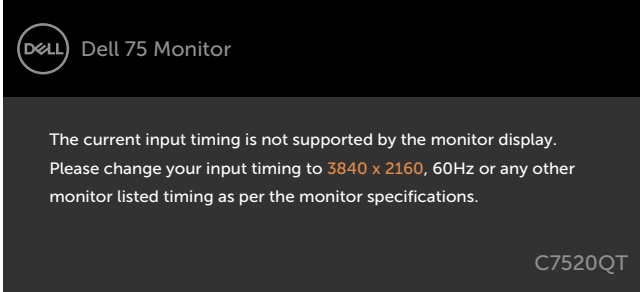 DELL
Dell 75 Monitor
The current input timing is not supported by the monitor display.
Please change your input timing to 3840 x 2160, 60Hz or any other
monitor listed timing as per the monitor specifications.
C7520QT